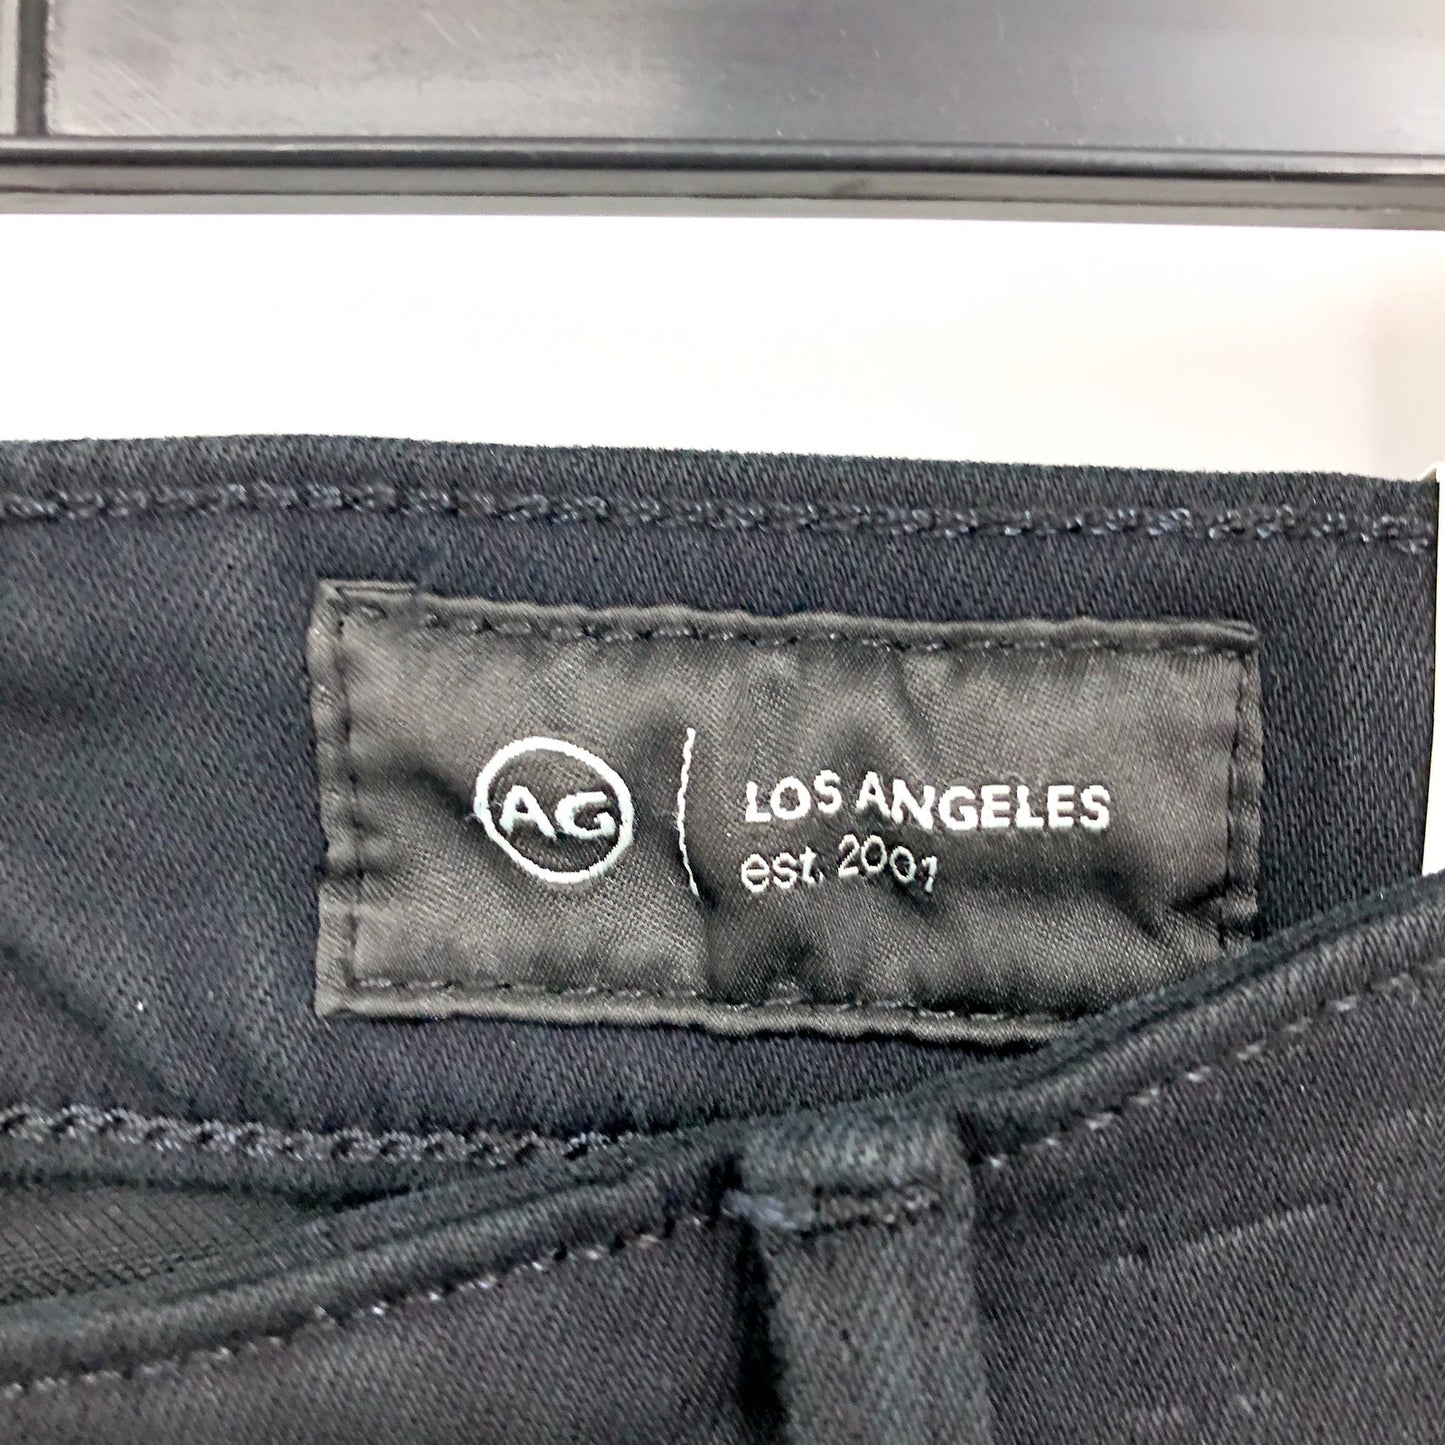 AG
LOS ANGELES
est. 2001